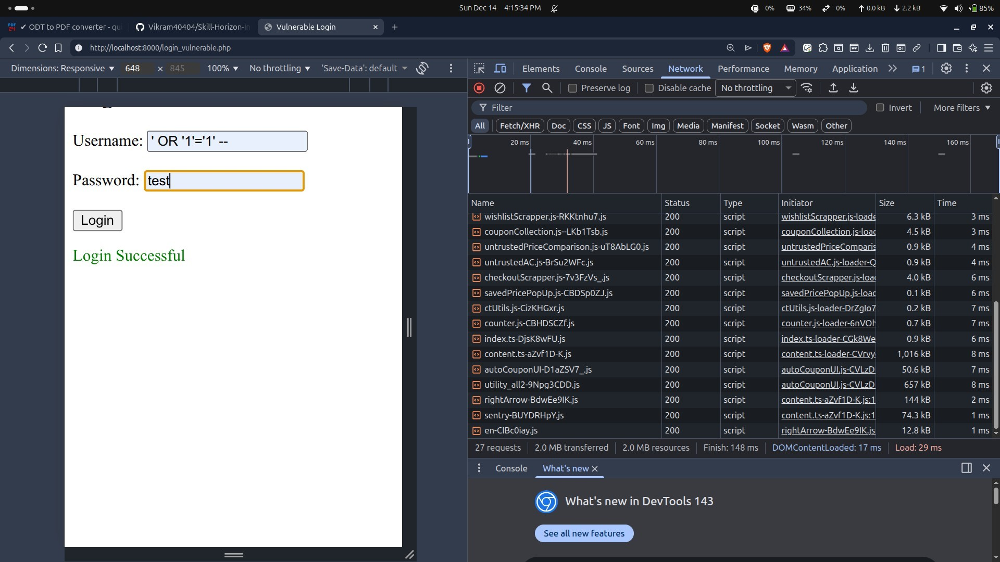 Sun Dec 14 4:15:34 PM 0% 34% 0% 0.0 kB 2.2 kB 85%
PDF 24 ✔ ODT to PDF converter - qui Vikram40404/Skill-Horizon-In Vulnerable Login
http://localhost:8000/login_vulnerable.php
Dimensions: Responsive 648 × 845 100% No throttling 'Save-Data': default
Elements Console Sources Network Performance Memory Application 1
Preserve log Disable cache No throttling
Filter Invert More filters
All Fetch/XHR Doc CSS JS Font Img Media Manifest Socket Wasm Other
20 ms 40 ms 60 ms 80 ms 100 ms 120 ms 140 ms 160 ms
Username: ' OR '1'='1' --
Password: test
Login
Login Successful
Name Status Type Initiator Size Time
wishlistScrapper.js-RKKtnhu7.js 200 script wishlistScrapper.js-loade 6.3 kB 3 ms
couponCollection.js--LKb1Tsb.js 200 script couponCollection.js-load 4.5 kB 3 ms
untrustedPriceComparison.js-uT8AbLG0.js 200 script untrustedPriceComparis 0.9 kB 4 ms
untrustedAC.js-BrSu2WFc.js 200 script untrustedAC.js-loader-Q 0.9 kB 4 ms
checkoutScrapper.js-7v3FzVs_.js 200 script checkoutScrapper.js-load 4.0 kB 6 ms
savedPricePopUp.js-CBDSp0ZJ.js 200 script savedPricePopUp.js-load 0.1 kB 6 ms
ctUtils.js-CizKHGxr.js 200 script ctUtils.js-loader-DrZgIo7 0.2 kB 7 ms
counter.js-CBHDSCZf.js 200 script counter.js-loader-6nVOh 0.7 kB 7 ms
index.ts-DjsK8wFU.js 200 script index.ts-loader-CGk8We 0.9 kB 6 ms
content.ts-aZvf1D-K.js 200 script content.ts-loader-CVrvy 1,016 kB 8 ms
autoCouponUI-D1aZSV7_.js 200 script autoCouponUI.js-CVLzD 50.6 kB 7 ms
utility_all2-9Npg3CDD.js 200 script autoCouponUI.js-CVLzD 657 kB 8 ms
rightArrow-BdwEe9IK.js 200 script content.ts-aZvf1D-K.js:1 144 kB 2 ms
sentry-BUYDRHpY.js 200 script content.ts-aZvf1D-K.js:1 74.3 kB 1 ms
en-CIBc0iay.js 200 script rightArrow-BdwEe9IK.js 12.8 kB 1 ms
27 requests 2.0 MB transferred 2.0 MB resources Finish: 148 ms DOMContentLoaded: 17 ms Load: 29 ms
Console What's new
What's new in DevTools 143
See all new features